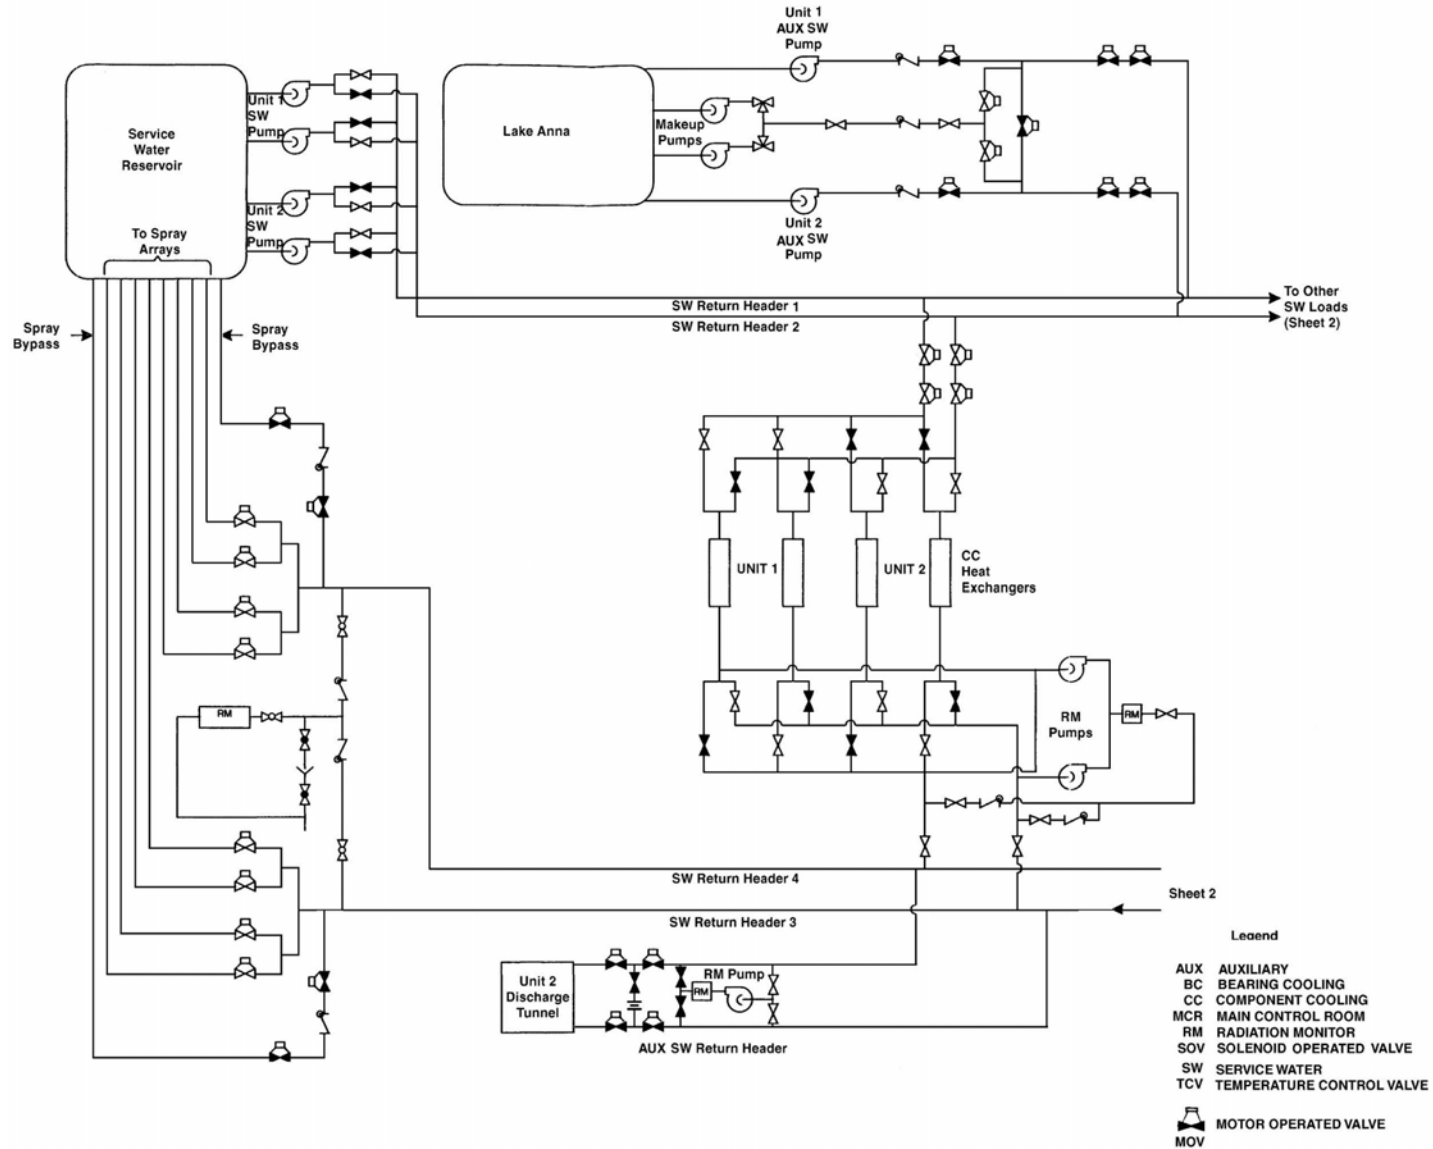 Unit 1
AUX SW
Pump
Service
Water
Reservoir
Unit 1
SW
Pump
Unit 2
SW
Pump
To Spray
Arrays
Lake Anna
Makeup
Pumps
Unit 2
AUX SW
Pump
SW Return Header 1
SW Return Header 2
To Other
SW Loads
(Sheet 2)
Spray
Bypass
Spray
Bypass
UNIT 1
UNIT 2
CC
Heat
Exchangers
RM
Pumps
RM
RM
SW Return Header 4
Sheet 2
SW Return Header 3
Unit 2
Discharge
Tunnel
RM Pump
RM
AUX SW Return Header
Legend
AUX AUXILIARY
BC BEARING COOLING
CC COMPONENT COOLING
MCR MAIN CONTROL ROOM
RM RADIATION MONITOR
SOV SOLENOID OPERATED VALVE
SW SERVICE WATER
TCV TEMPERATURE CONTROL VALVE
MOTOR OPERATED VALVE
MOV